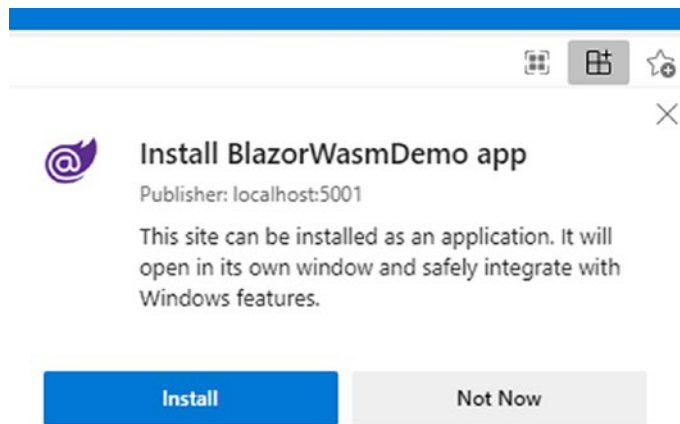 Install BlazorWasmDemo app
Publisher: localhost:5001
This site can be installed as an application. It will
open in its own window and safely integrate with
Windows features.
Install
Not Now